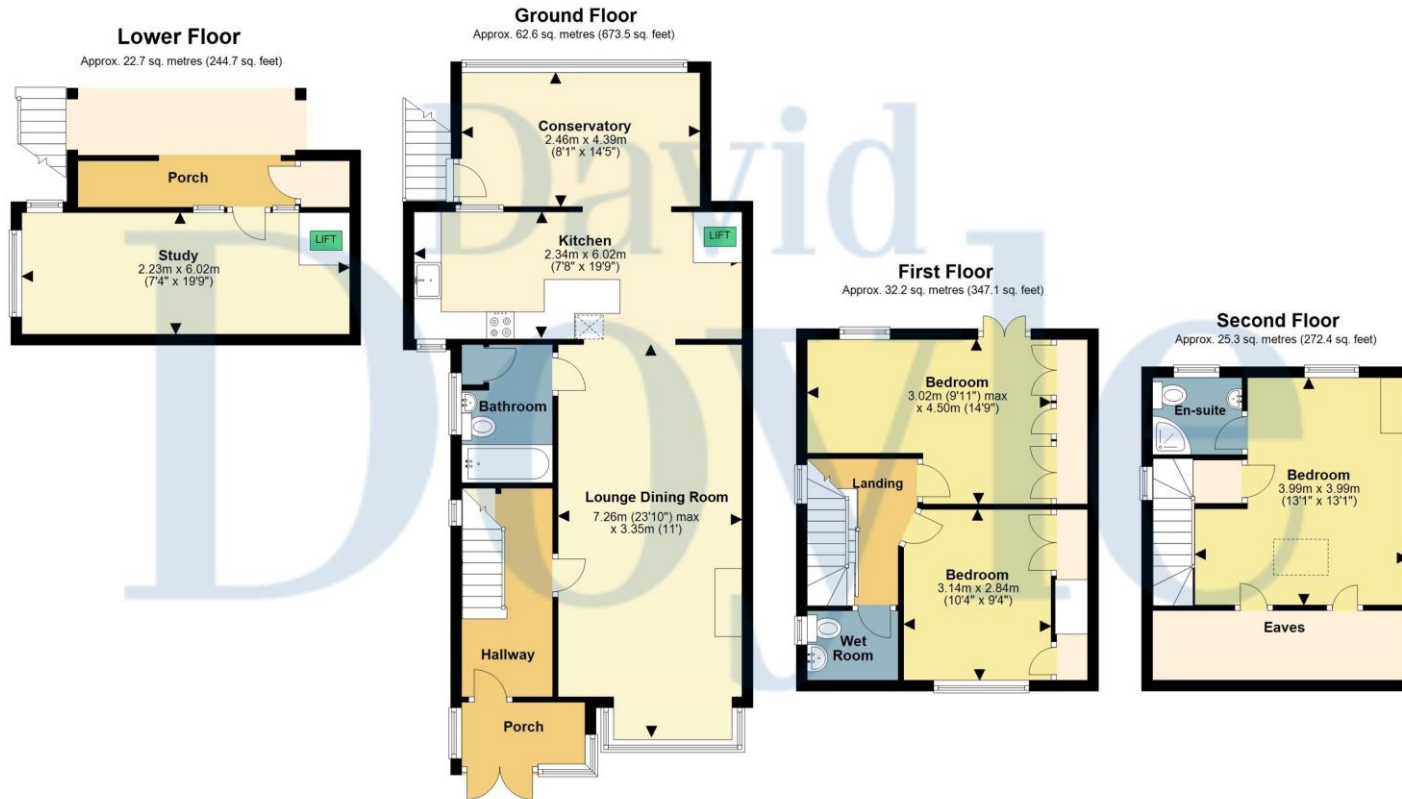 Lower Floor
Approx. 22.7 sq. metres (244.7 sq. feet)
Porch
Study
2.23m x 6.02m
(7'4" x 19'9")
LIFT
Ground Floor
Approx. 62.6 sq. metres (673.5 sq. feet)
Conservatory
2.46m x 4.39m
(8'1" x 14'5")
Kitchen
2.34m x 6.02m
(7'8" x 19'9")
LIFT
Bathroom
Lounge Dining Room
7.26m (23'10") max
x 3.35m (11')
Hallway
Porch
First Floor
Approx. 32.2 sq. metres (347.1 sq. feet)
Bedroom
3.02m (9'11") max
x 4.50m (14'9")
Landing
Bedroom
3.14m x 2.84m
(10'4" x 9'4")
Wet
Room
Second Floor
Approx. 25.3 sq. metres (272.4 sq. feet)
En-suite
Bedroom
3.99m x 3.99m
(13'1" x 13'1")
Eaves
David
Doyle